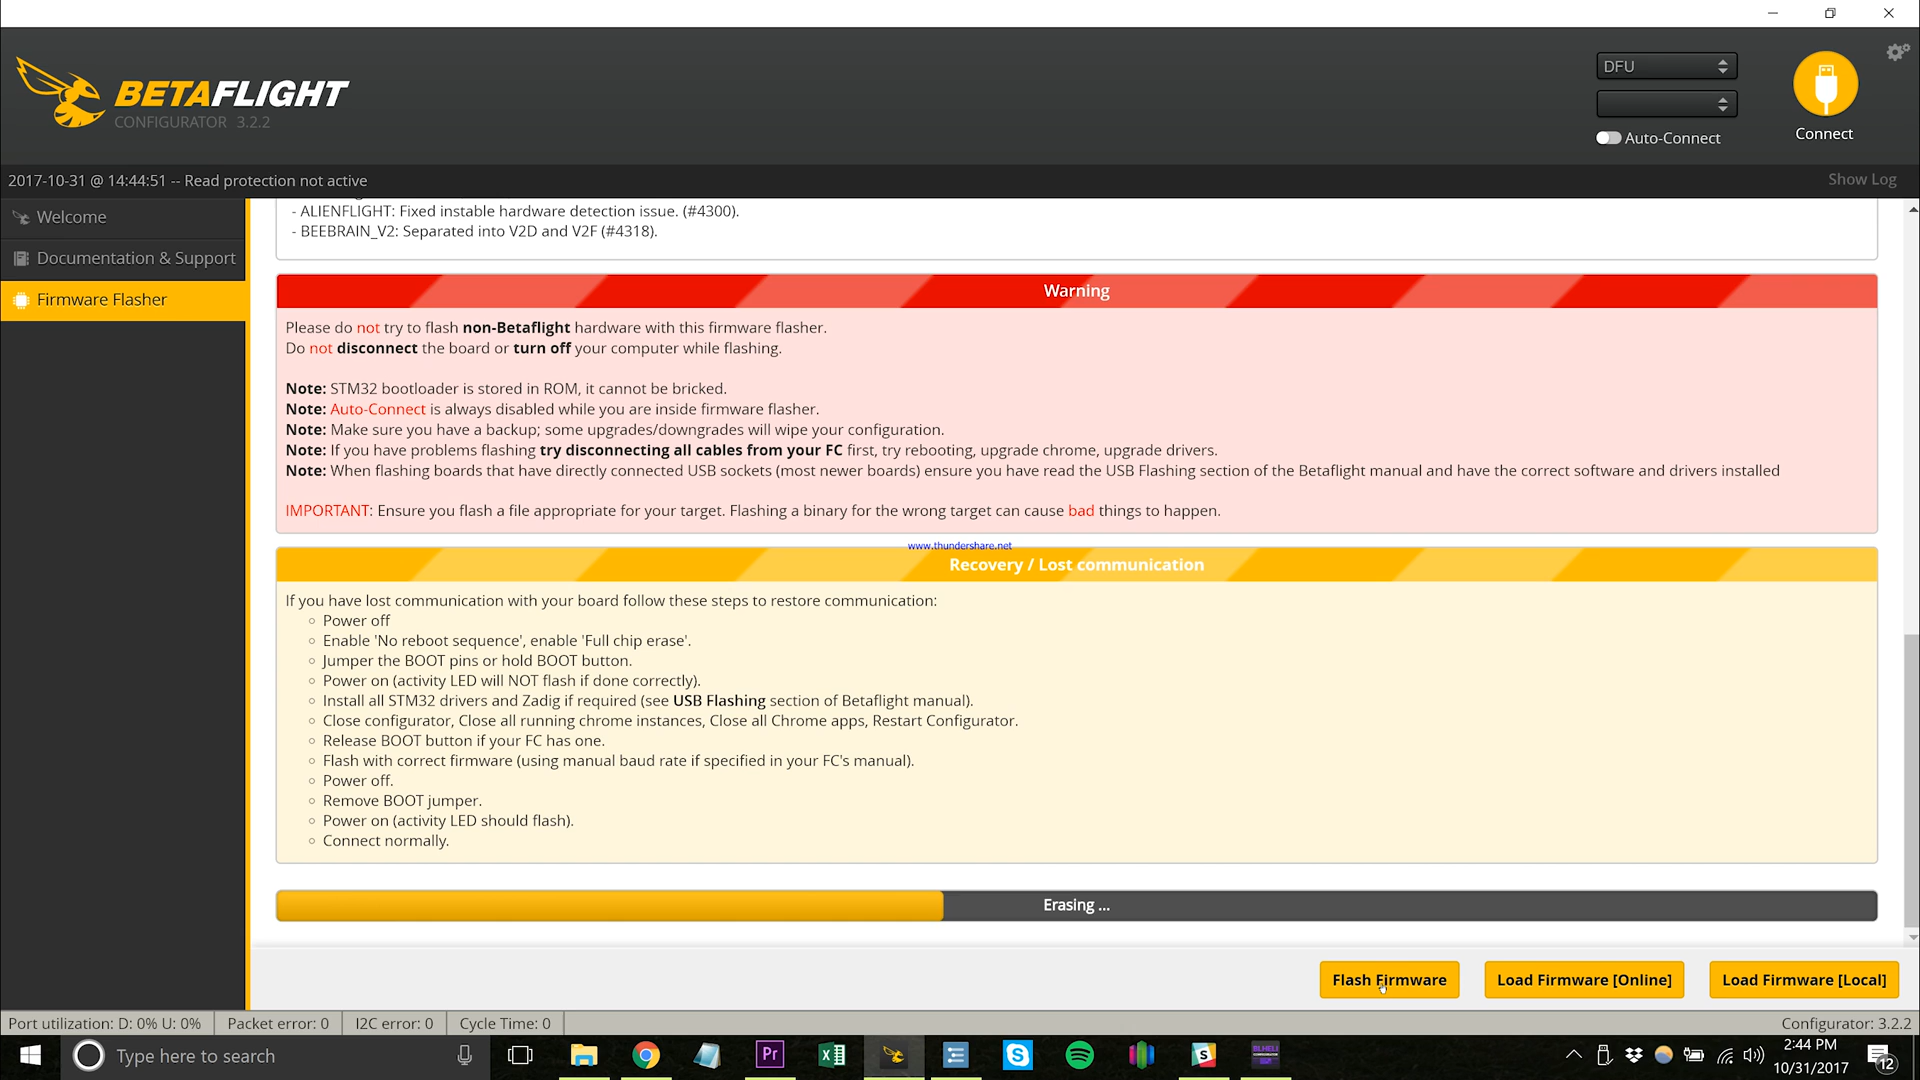 BETAFLIGHT
CONFIGURATOR 3.2.2
DFU
Auto-Connect
Connect
2017-10-31 @ 14:44:51 -- Read protection not active
Show Log
Welcome
Documentation & Support
Firmware Flasher
- ALIENFLIGHT: Fixed instable hardware detection issue. (#4300).
- BEEBRAIN_V2: Separated into V2D and V2F (#4318).
Warning
Please do not try to flash non-Betaflight hardware with this firmware flasher.
Do not disconnect the board or turn off your computer while flashing.
Note: STM32 bootloader is stored in ROM, it cannot be bricked.
Note: Auto-Connect is always disabled while you are inside firmware flasher.
Note: Make sure you have a backup; some upgrades/downgrades will wipe your configuration.
Note: If you have problems flashing try disconnecting all cables from your FC first, try rebooting, upgrade chrome, upgrade drivers.
Note: When flashing boards that have directly connected USB sockets (most newer boards) ensure you have read the USB Flashing section of the Betaflight manual and have the correct software and drivers installed
IMPORTANT: Ensure you flash a file appropriate for your target. Flashing a binary for the wrong target can cause bad things to happen.
www.thundershare.net
Recovery / Lost communication
If you have lost communication with your board follow these steps to restore communication:
Power off
Enable 'No reboot sequence', enable 'Full chip erase'.
Jumper the BOOT pins or hold BOOT button.
Power on (activity LED will NOT flash if done correctly).
Install all STM32 drivers and Zadig if required (see USB Flashing section of Betaflight manual).
Close configurator, Close all running chrome instances, Close all Chrome apps, Restart Configurator.
Release BOOT button if your FC has one.
Flash with correct firmware (using manual baud rate if specified in your FC's manual).
Power off.
Remove BOOT jumper.
Power on (activity LED should flash).
Connect normally.
Erasing ...
Flash Firmware
Load Firmware [Online]
Load Firmware [Local]
Port utilization: D: 0% U: 0%
Packet error: 0
I2C error: 0
Cycle Time: 0
Configurator: 3.2.2
Type here to search
Pr
BLHELI
2:44 PM
10/31/2017
12